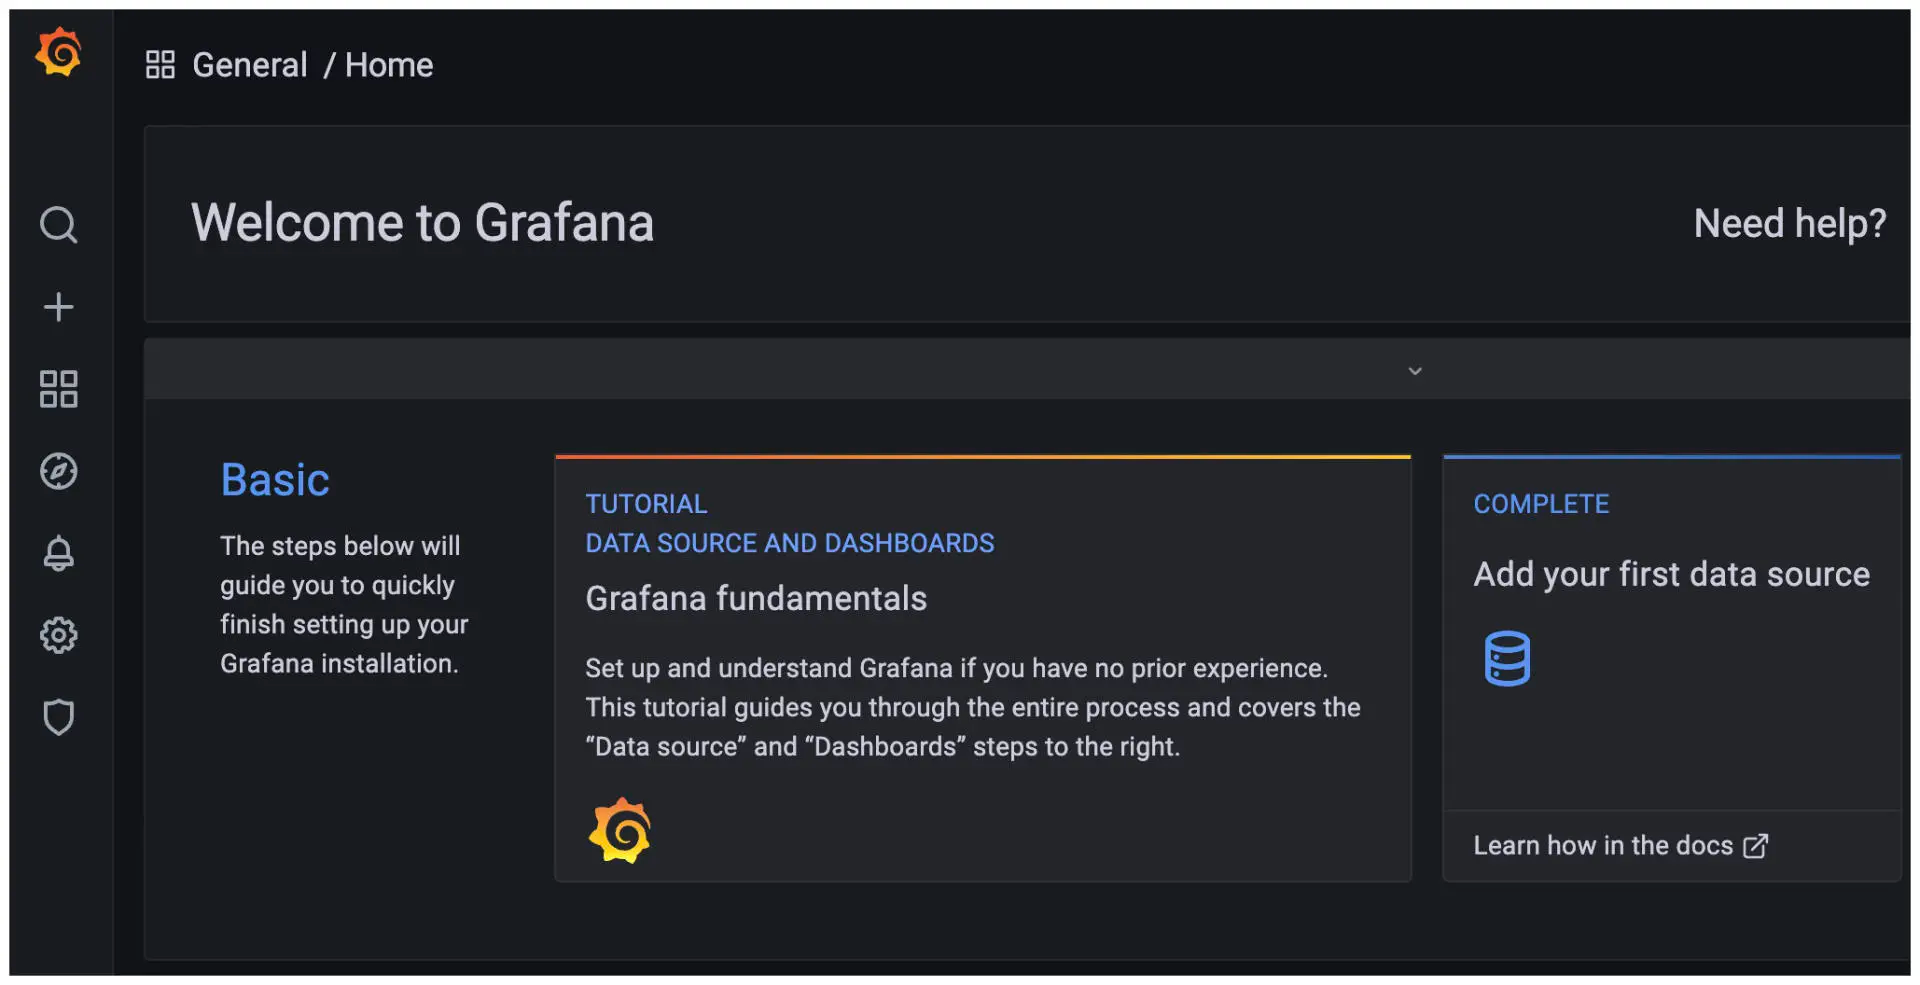 General / Home
Welcome to Grafana
Need help?
Basic
The steps below will
guide you to quickly
finish setting up your
Grafana installation.
TUTORIAL
DATA SOURCE AND DASHBOARDS
Grafana fundamentals
Set up and understand Grafana if you have no prior experience.
This tutorial guides you through the entire process and covers the
“Data source” and “Dashboards” steps to the right.
COMPLETE
Add your first data source
Learn how in the docs